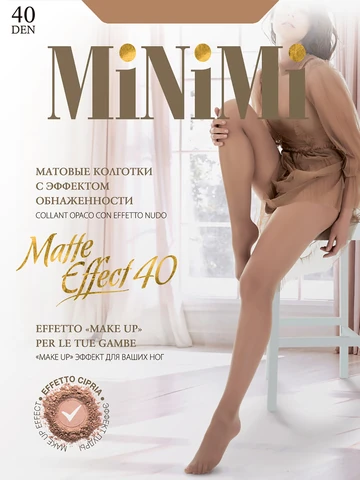 40
DEN
MiNiMi
МАТОВЫЕ КОЛГОТКИ
С ЭФФЕКТОМ
ОБНАЖЕННОСТИ
COLLANT OPACO CON EFFETTO NUDO
Matte
Effect 40
EFFETTO «MAKE UP»
PER LE TUE GAMBE
«MAKE UP» ЭФФЕКТ ДЛЯ ВАШИХ НОГ
• EFFETTO CIPRIA •
ЭФФЕКТ ПУДРЫ •
MAKE UP EFFECT